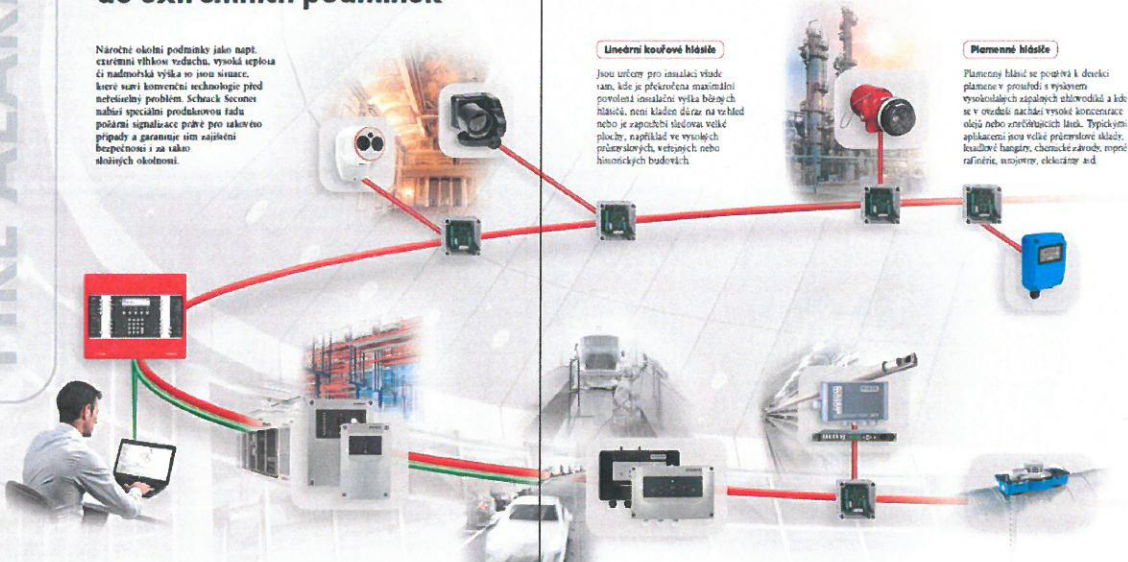 do extrémních podmínek
Náročné okolní podmínky jako např.
extrémní vlhkost vzduchu, vysoká teplota
či nadmořská výška to jsou situace,
které staví konvenční technologie před
neřešitelný problém. Schrack Seconet
nabízí speciální produktovou řadu
požární signalizace právě pro takovéto
případy a garantuje tím zajištění
bezpečnosti i za takto
složitých okolností.
Lineární kouřové hlásiče
Jsou určeny pro instalaci všude
tam, kde je překročena maximální
povolená instalační výška běžných
hlásičů, není kladen důraz na vzhled
nebo je zapotřebí sledovat velké
plochy, například ve vysokých
průmyslových, veřejných nebo
historických budovách.
Plamenné hlásiče
Plamenný hlásič se používá k detekci
plamene v prostředí s výskytem
vysokoslabých zápalných uhlovodíků a kde
se v ovzduší nachází vysoké koncentrace
olejů nebo znečišťujících látek. Typickými
aplikacemi jsou velké průmyslové sklady,
letadlové hangáry, chemické závody, ropné
rafinérie, strojovny, elektrárny atd.